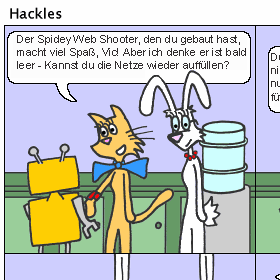 Hackles
Der Spidey Web Shooter, den du gebaut hast,
macht viel Spaß, Vic! Aber ich denke er ist bald
leer - Kannst du die Netze wieder auffüllen?